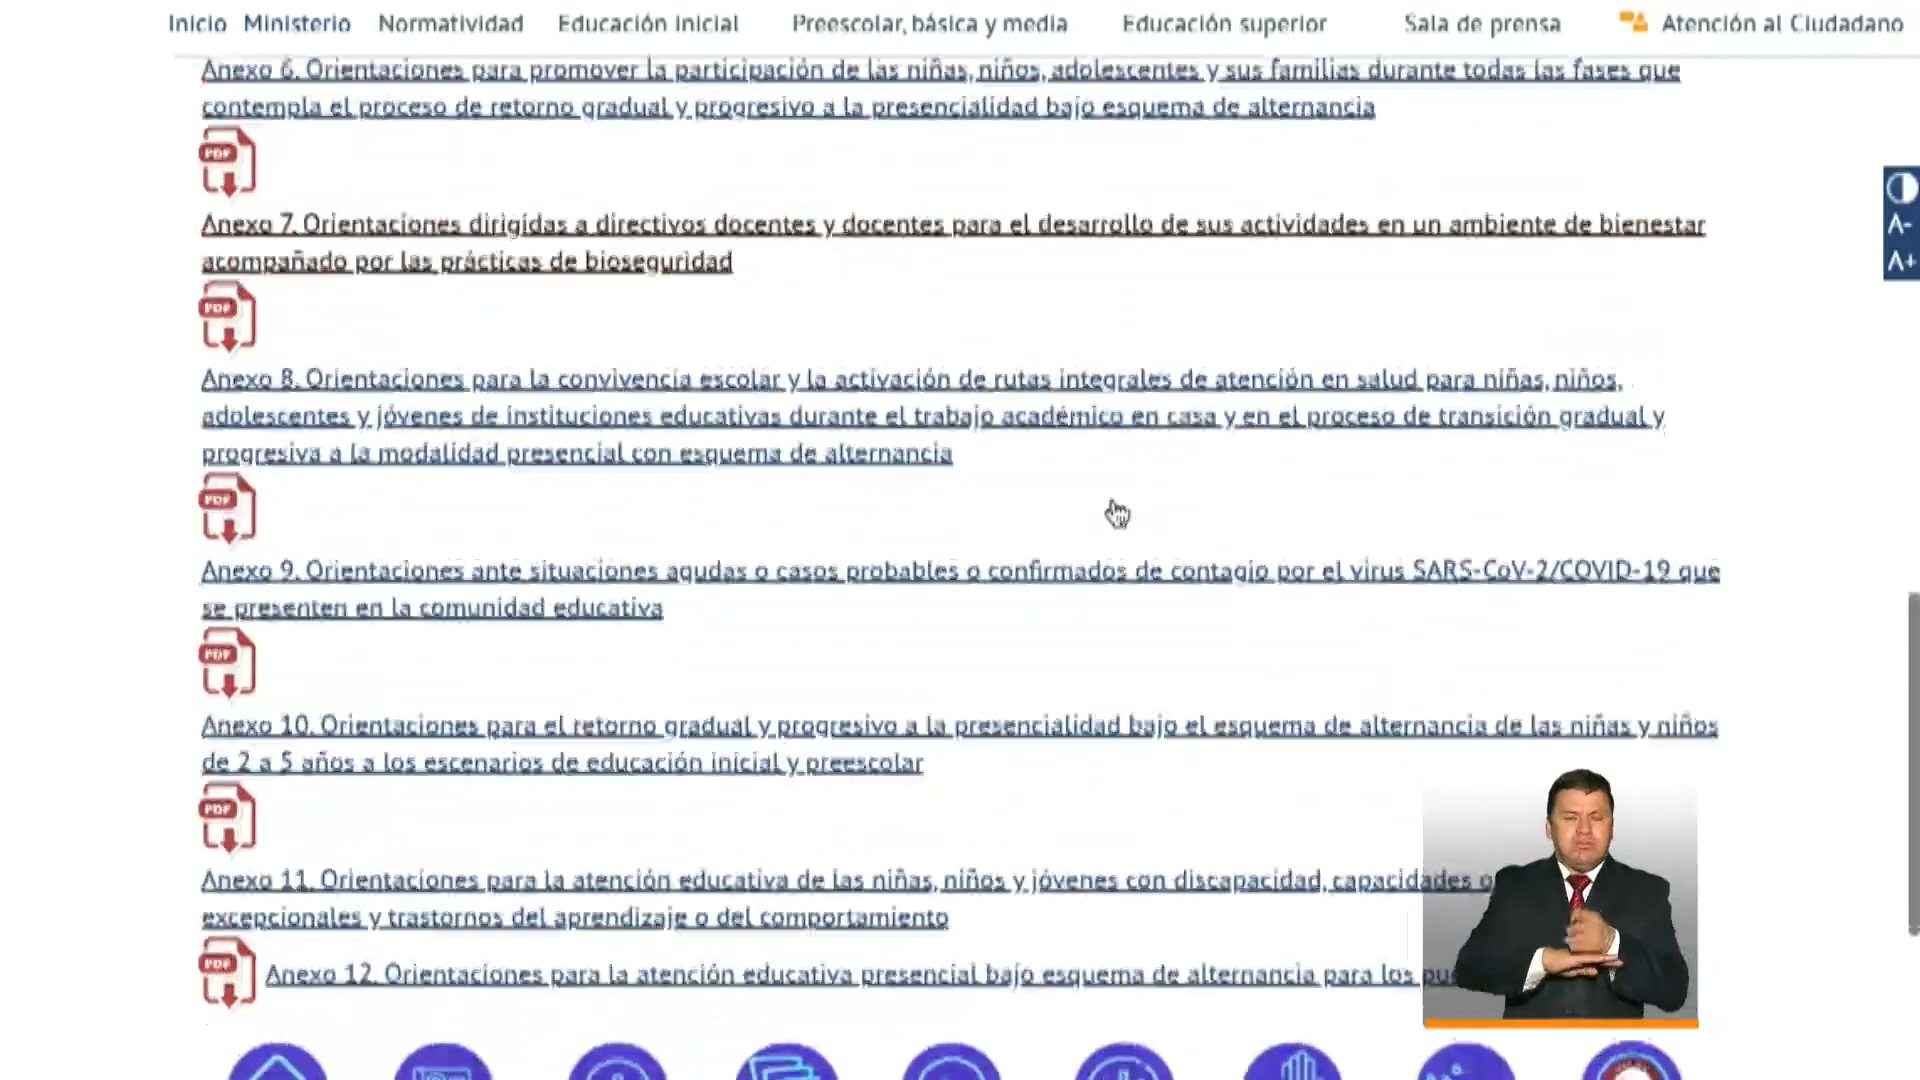 Inicio Ministerio Normatividad Educación inicial Preescolar, básica y media Educación superior Sala de prensa Atención al Ciudadano
Anexo 6. Orientaciones para promover la participación de las niñas, niños, adolescentes y sus familias durante todas las fases que
contempla el proceso de retorno gradual y progresivo a la presencialidad bajo esquema de alternancia
PDF
A-
Anexo 7. Orientaciones dirigidas a directivos docentes y docentes para el desarrollo de sus actividades en un ambiente de bienestar
acompañado por las prácticas de bioseguridad
A+
PDF
Anexo 8. Orientaciones para la convivencia escolar y la activación de rutas integrales de atención en salud para niñas, niños,
adolescentes y jóvenes de instituciones educativas durante el trabajo académico en casa y en el proceso de transición gradual y
progresiva a la modalidad presencial con esquema de alternancia
PDF
Anexo 9. Orientaciones ante situaciones agudas o casos probables o confirmados de contagio por el virus SARS-CoV-2/COVID-19 que
se presenten en la comunidad educativa
PDF
Anexo 10. Orientaciones para el retorno gradual y progresivo a la presencialidad bajo el esquema de alternancia de las niñas y niños
de 2 a 5 años a los escenarios de educación inicial y preescolar
PDF
Anexo 11. Orientaciones para la atención educativa de las niñas, niños y jóvenes con discapacidad, capacidades o
excepcionales y trastornos del aprendizaje o del comportamiento
PDF
Anexo 12. Orientaciones para la atención educativa presencial bajo esquema de alternancia para los